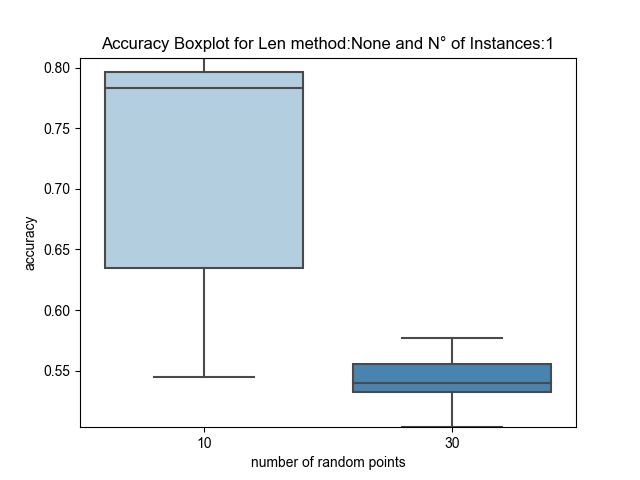 Accuracy Boxplot for Len method:None and N° of Instances:1
0.80
0.75
0.70
0.65
0.60
0.55
accuracy
10 30
number of random points